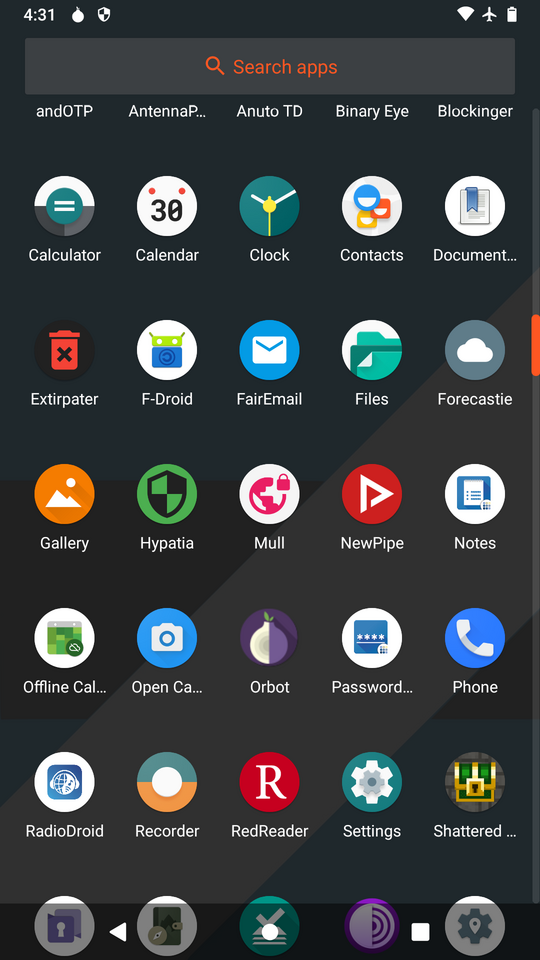 4:31
Search apps
andOTP AntennaP... Anuto TD Binary Eye Blockinger
30
Calculator Calendar Clock Contacts Document...
Extirpater F-Droid FairEmail Files Forecastie
Gallery Hypatia Mull NewPipe Notes
****
Offline Cal... Open Ca... Orbot Password... Phone
R
RadioDroid Recorder RedReader Settings Shattered ...